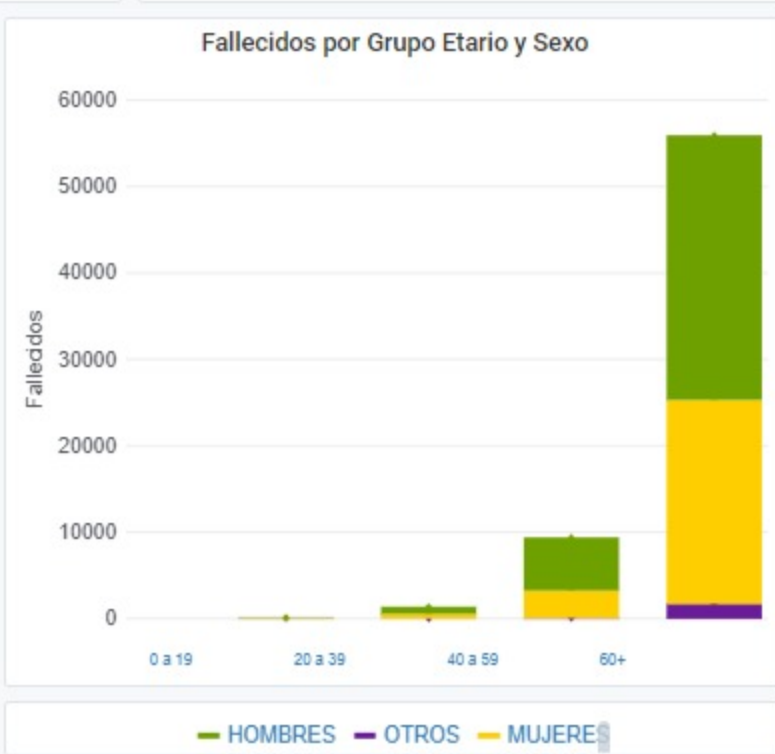 Fallecidos por Grupo Etario y Sexo
60000
50000
40000
30000
20000
10000
0
Fallecidos
0 a 19 20 a 39 40 a 59 60+
HOMBRES OTROS MUJERES